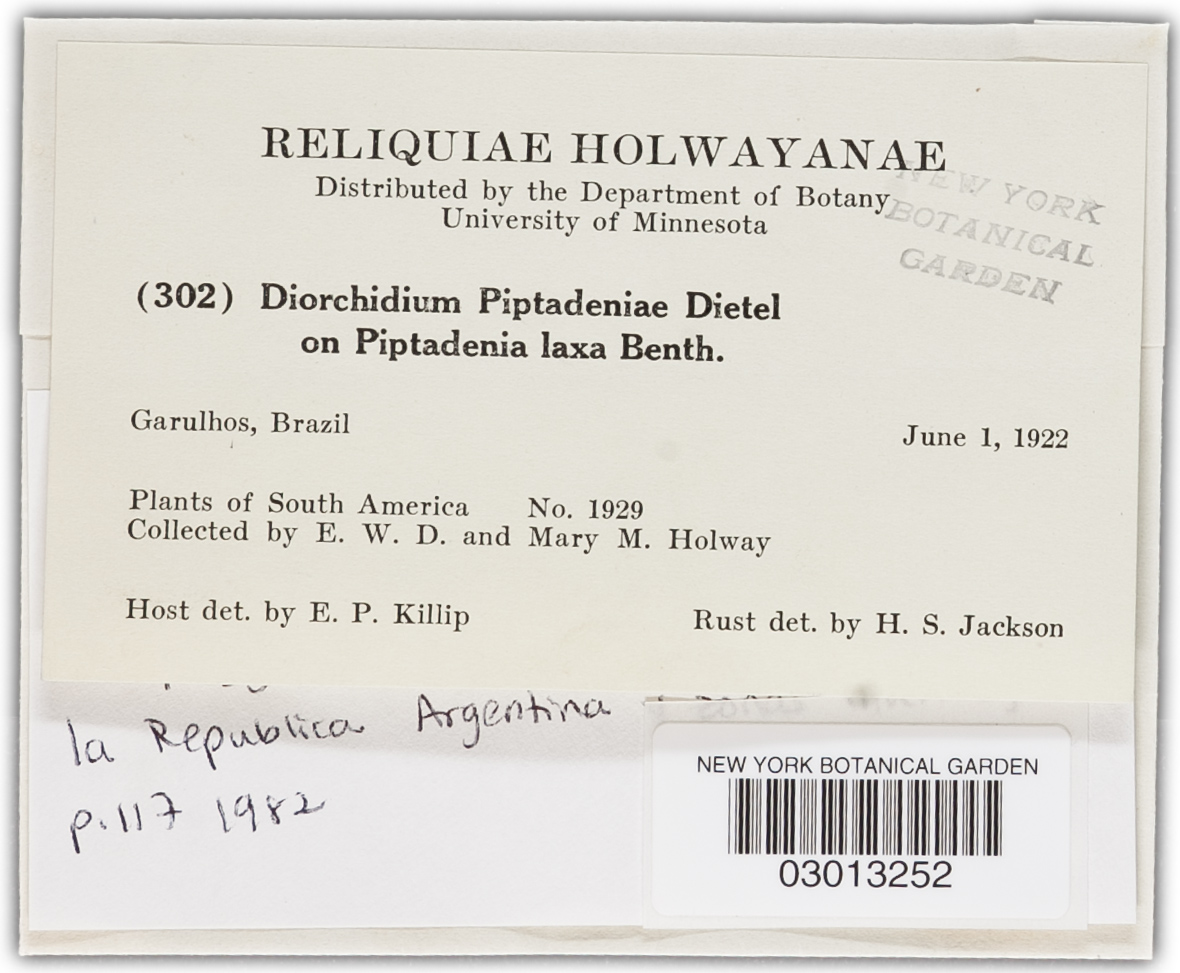 RELIQUIAE HOLWAYANAE
Distributed by the Department of Botany
University of Minnesota
NEW YORK
BOTANICAL
GARDEN
(302) Diorchidium Piptadeniae Dietel
on Piptadenia laxa Benth.
Garulhos, Brazil
June 1, 1922
Plants of South America No. 1929
Collected by E. W. D. and Mary M. Holway
Host det. by E. P. Killip
Rust det. by H. S. Jackson
la Republica Argentina
p. 117 1982
NEW YORK BOTANICAL GARDEN
03013252